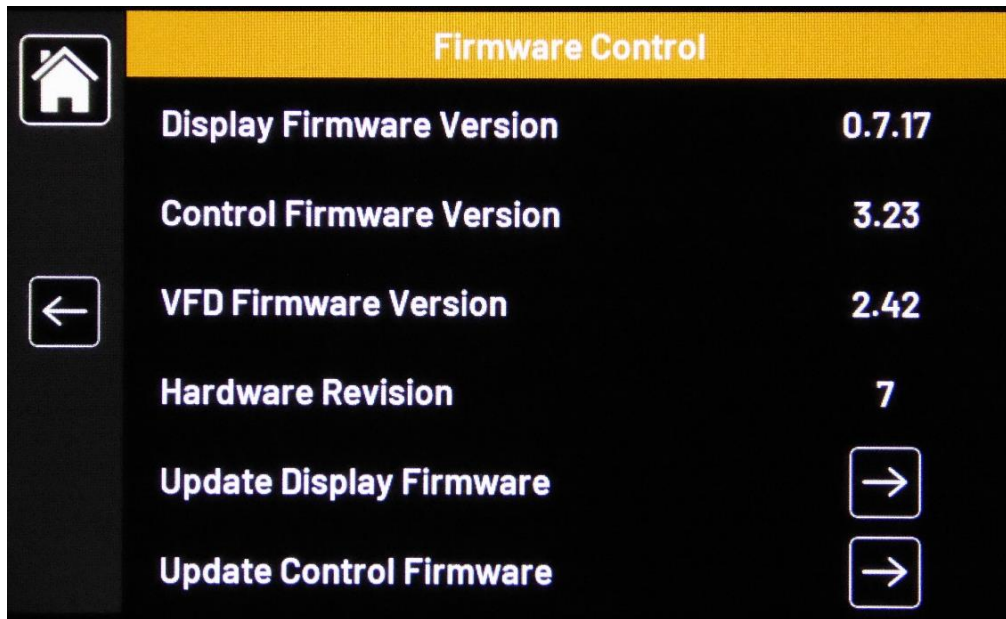 Firmware Control
Display Firmware Version 0.7.17
Control Firmware Version 3.23
VFD Firmware Version 2.42
Hardware Revision 7
Update Display Firmware
Update Control Firmware